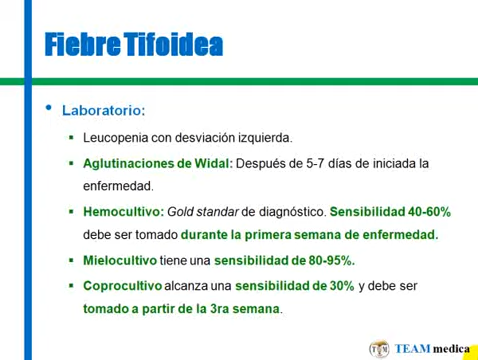 Fiebre Tifoidea
• Laboratorio:
▪ Leucopenia con desviación izquierda.
▪ Aglutinaciones de Widal: Después de 5-7 días de iniciada la
enfermedad.
▪ Hemocultivo: Gold standar de diagnóstico. Sensibilidad 40-60%
debe ser tomado durante la primera semana de enfermedad.
▪ Mielocultivo tiene una sensibilidad de 80-95%.
▪ Coprocultivo alcanza una sensibilidad de 30% y debe ser
tomado a partir de la 3ra semana.
TEAM medica